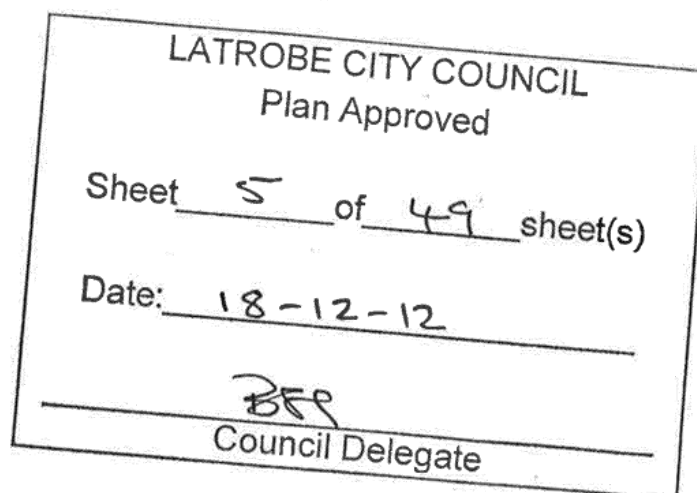 LATROBE CITY COUNCIL
Plan Approved
Sheet 5 of 49 sheet(s)
Date: 18-12-12
Council Delegate